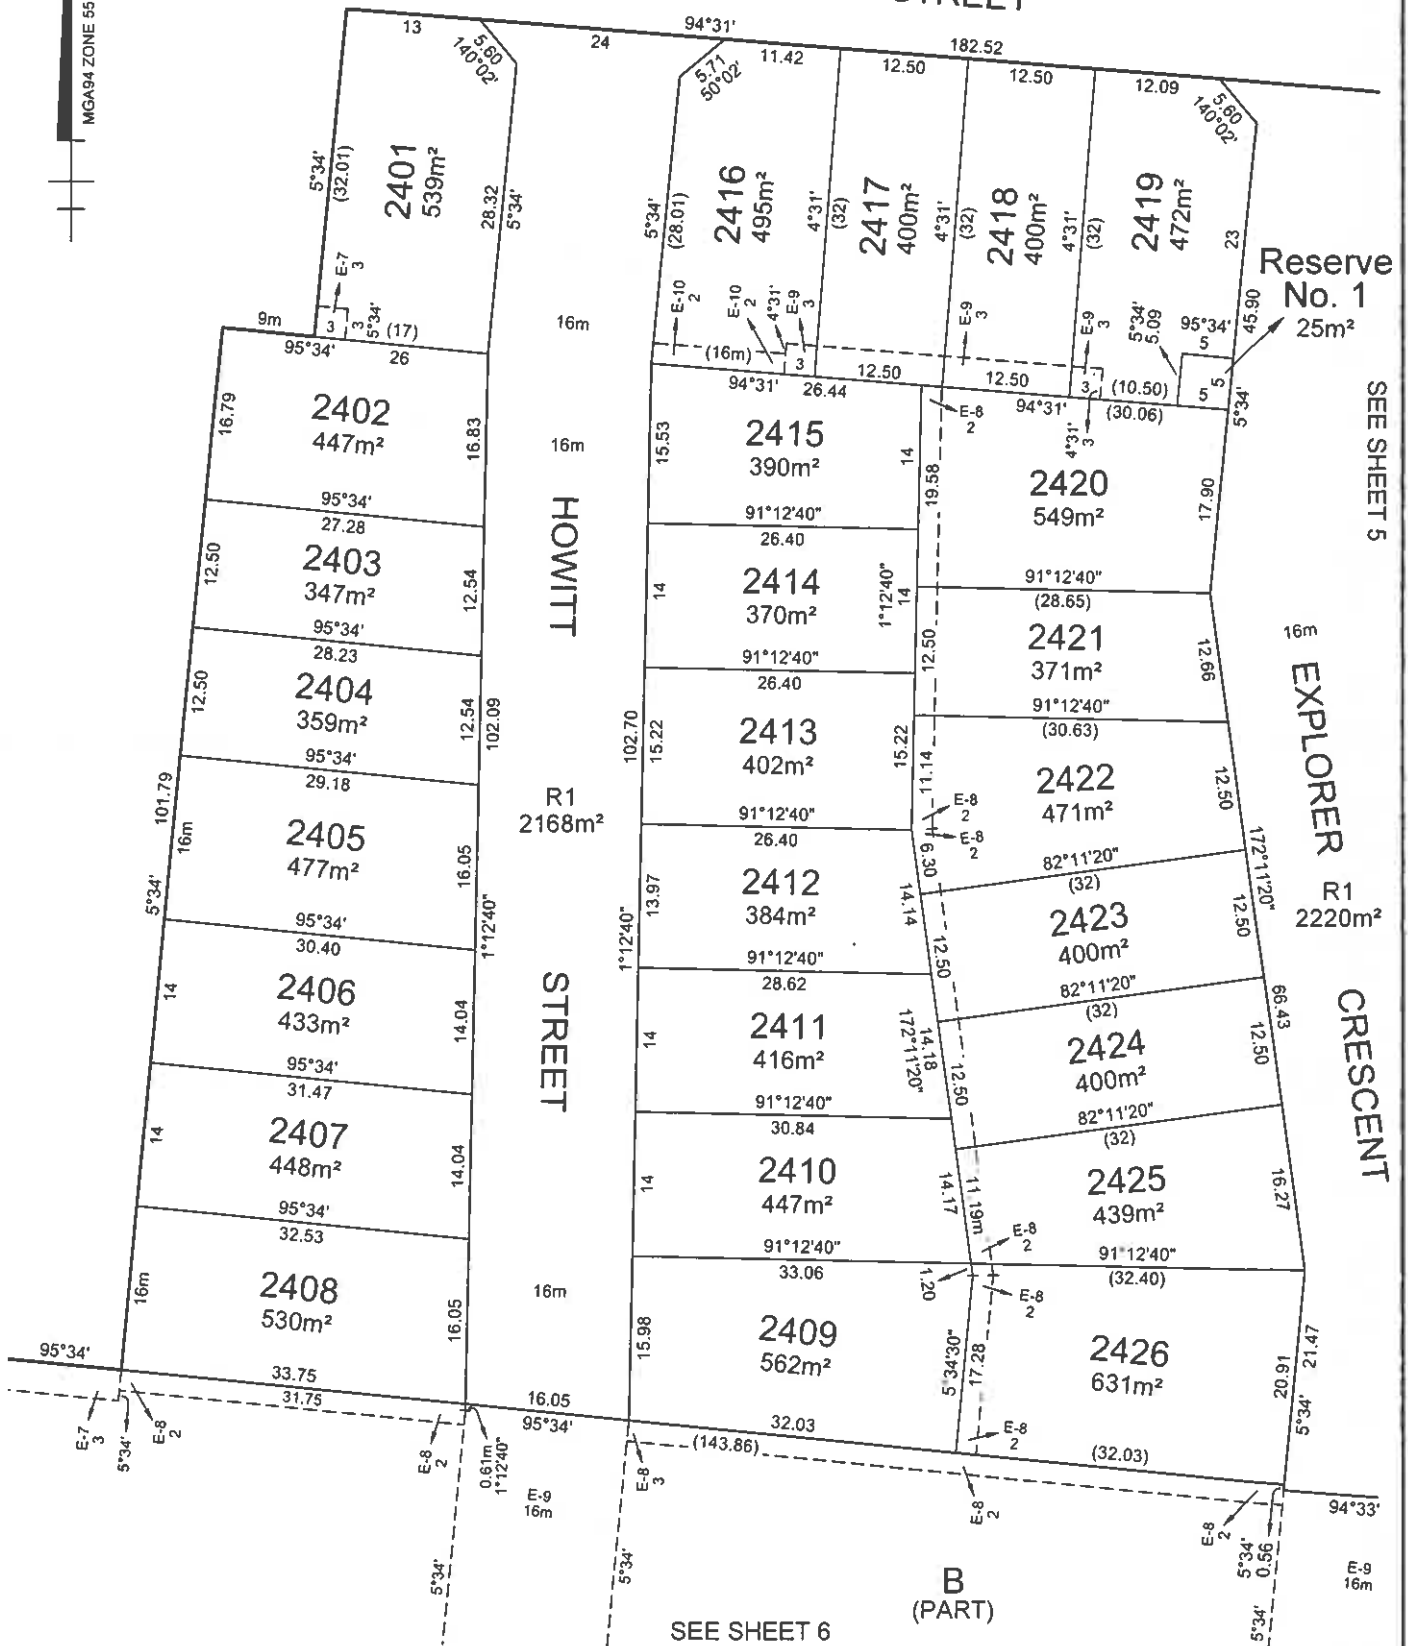 STREET
MGA94 ZONE 55
13
5.60
140°02'
24
94°31'
182.52
5.71
50°02'
11.42
12.50
12.50
12.09
5.60
140°02'
5°34'
(32.01)
2401
539m²
28.32
5°34'
5°34'
(28.01)
2416
495m²
4°31'
(32)
2417
400m²
4°31'
(32)
2418
400m²
4°31'
(32)
2419
472m²
23
45.90
Reserve
No. 1
25m²
E-7
3
3
3
5°34'
(17)
9m
95°34'
26
16m
E-10
2
E-10
2
4°31'
E-9
3
(16m)
3
94°31'
26.44
12.50
E-9
3
12.50
E-9
3
3
5°34'
5.09
95°34'
5
5
5
(10.50)
94°31'
(30.06)
4°31'
3
5°34'
SEE SHEET 5
E-8
2
16.79
2402
447m²
16.83
16m
15.53
2415
390m²
14
19.58
2420
549m²
17.90
95°34'
27.28
HOWITT
91°12'40"
26.40
12.50
2403
347m²
12.54
14
2414
370m²
1°12'40"
14
91°12'40"
(28.65)
95°34'
28.23
12.50
2421
371m²
12.66
16m
EXPLORER
91°12'40"
26.40
12.50
2404
359m²
12.54
102.09
102.70
15.22
2413
402m²
15.22
91°12'40"
(30.63)
95°34'
29.18
11.14
2422
471m²
12.50
101.79
16m
5°34'
2405
477m²
16.05
R1
2168m²
91°12'40"
26.40
E-8
2
E-8
2
6.30
82°11'20"
(32)
172°11'20"
13.97
1°12'40"
2412
384m²
14.14
2423
400m²
12.50
12.50
R1
2220m²
95°34'
30.40
1°12'40"
91°12'40"
28.62
82°11'20"
(32)
66.43
14
2406
433m²
14.04
STREET
14
2411
416m²
14.18
172°11'20"
12.50
2424
400m²
12.50
CRESCENT
95°34'
31.47
91°12'40"
30.84
82°11'20"
(32)
14
2407
448m²
14.04
14
2410
447m²
14.17
11.19m
2425
439m²
16.27
95°34'
32.53
91°12'40"
33.06
E-8
2
91°12'40"
(32.40)
16m
2408
530m²
16.05
16m
15.98
2409
562m²
1.20
E-8
2
5°34'30"
17.28
2426
631m²
20.91
21.47
5°34'
95°34'
33.75
31.75
16.05
95°34'
32.03
(143.86)
E-8
2
(32.03)
E-7
3
5°34'
E-8
2
E-8
2
0.61m
1°12'40"
E-9
16m
E-8
3
E-8
2
E-8
2
5°34'
0.56
94°33'
E-9
16m
5°34'
5°34'
5°34'
B
(PART)
SEE SHEET 6